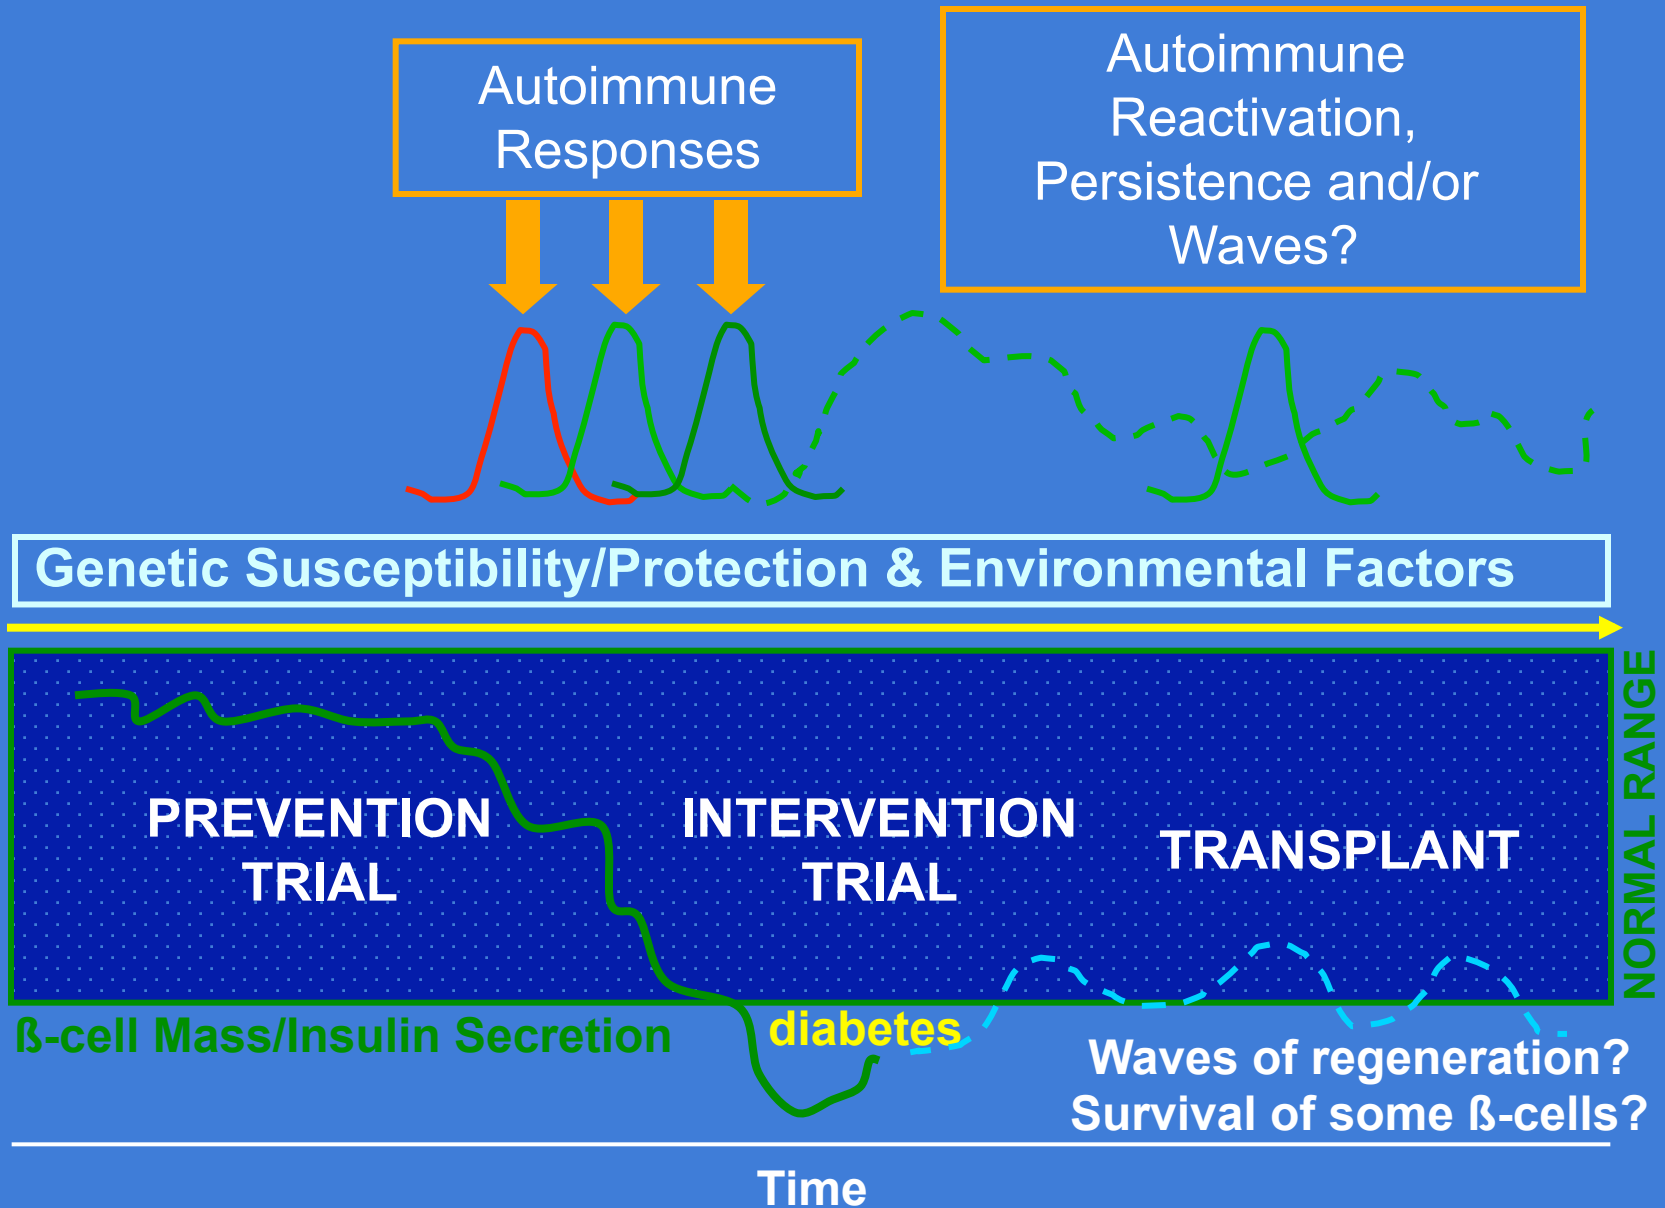 Autoimmune
Responses
Autoimmune
Reactivation,
Persistence and/or
Waves?
Genetic Susceptibility/Protection & Environmental Factors
NORMAL RANGE
PREVENTION
TRIAL
INTERVENTION
TRIAL
TRANSPLANT
ß-cell Mass/Insulin Secretion
diabetes
Waves of regeneration?
Survival of some ß-cells?
Time